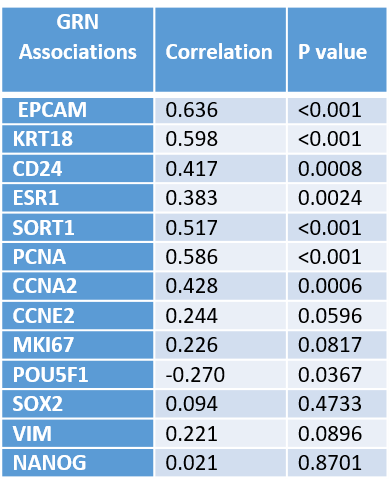 GRN
Associations Correlation P value
EPCAM 0.636 <0.001
KRT18 0.598 <0.001
CD24 0.417 0.0008
ESR1 0.383 0.0024
SORT1 0.517 <0.001
PCNA 0.586 <0.001
CCNA2 0.428 0.0006
CCNE2 0.244 0.0596
MKI67 0.226 0.0817
POU5F1 -0.270 0.0367
SOX2 0.094 0.4733
VIM 0.221 0.0896
NANOG 0.021 0.8701